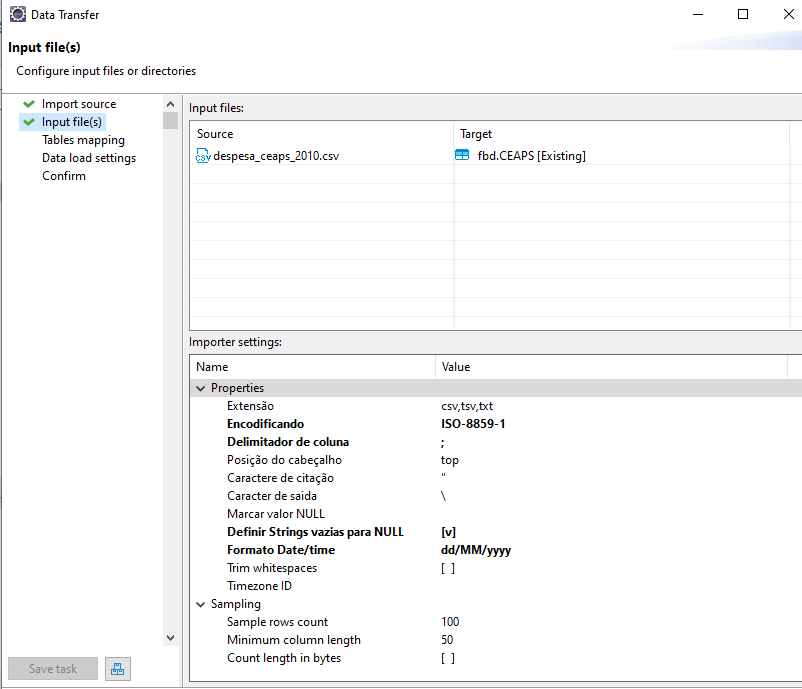 Data Transfer
Input file(s)
Configure input files or directories
Import source
Input file(s)
Tables mapping
Data load settings
Confirm
Input files:
Source Target
CSV despesa_ceaps_2010.csv fbd.CEAPS [Existing]
Importer settings:
Name Value
Properties
Extensão csv,tsv,txt
Encodificando ISO-8859-1
Delimitador de coluna ;
Posição do cabeçalho top
Caractere de citação "
Caracter de saida \
Marcar valor NULL
Definir Strings vazias para NULL [v]
Formato Date/time dd/MM/yyyy
Trim whitespaces [ ]
Timezone ID
Sampling
Sample rows count 100
Minimum column length 50
Count length in bytes [ ]
Save task